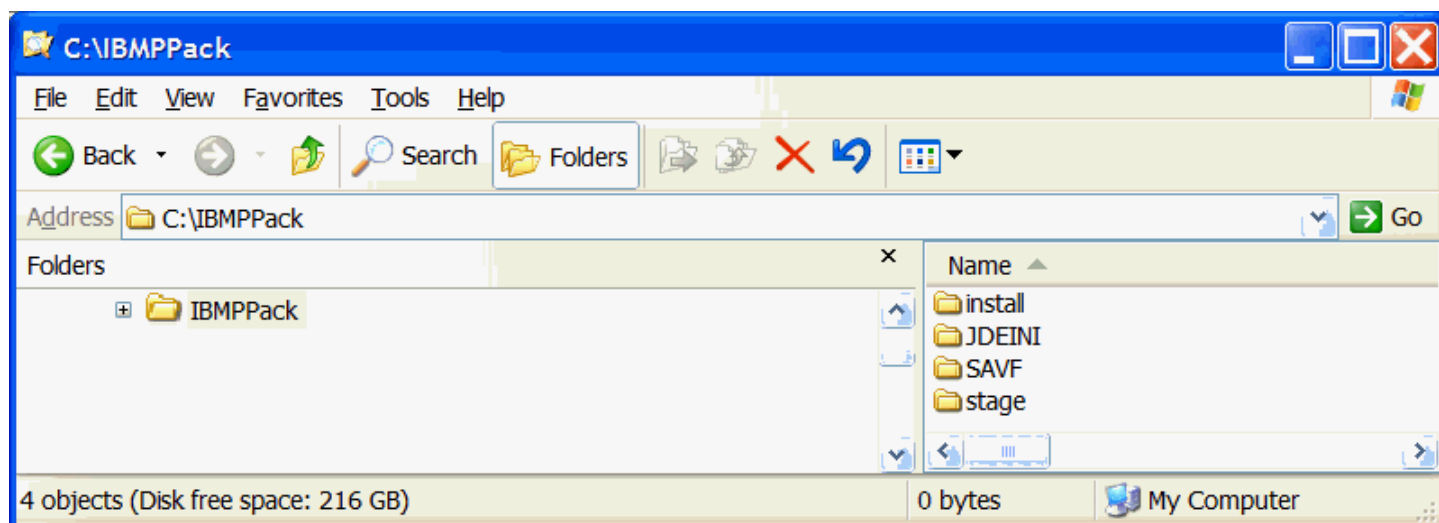 C:\IBMPPack
File Edit View Favorites Tools Help
Back Search Folders
Address C:\IBMPPack Go
Folders × Name
IBMPPack
install
JDEINI
SAVF
stage
4 objects (Disk free space: 216 GB) 0 bytes My Computer